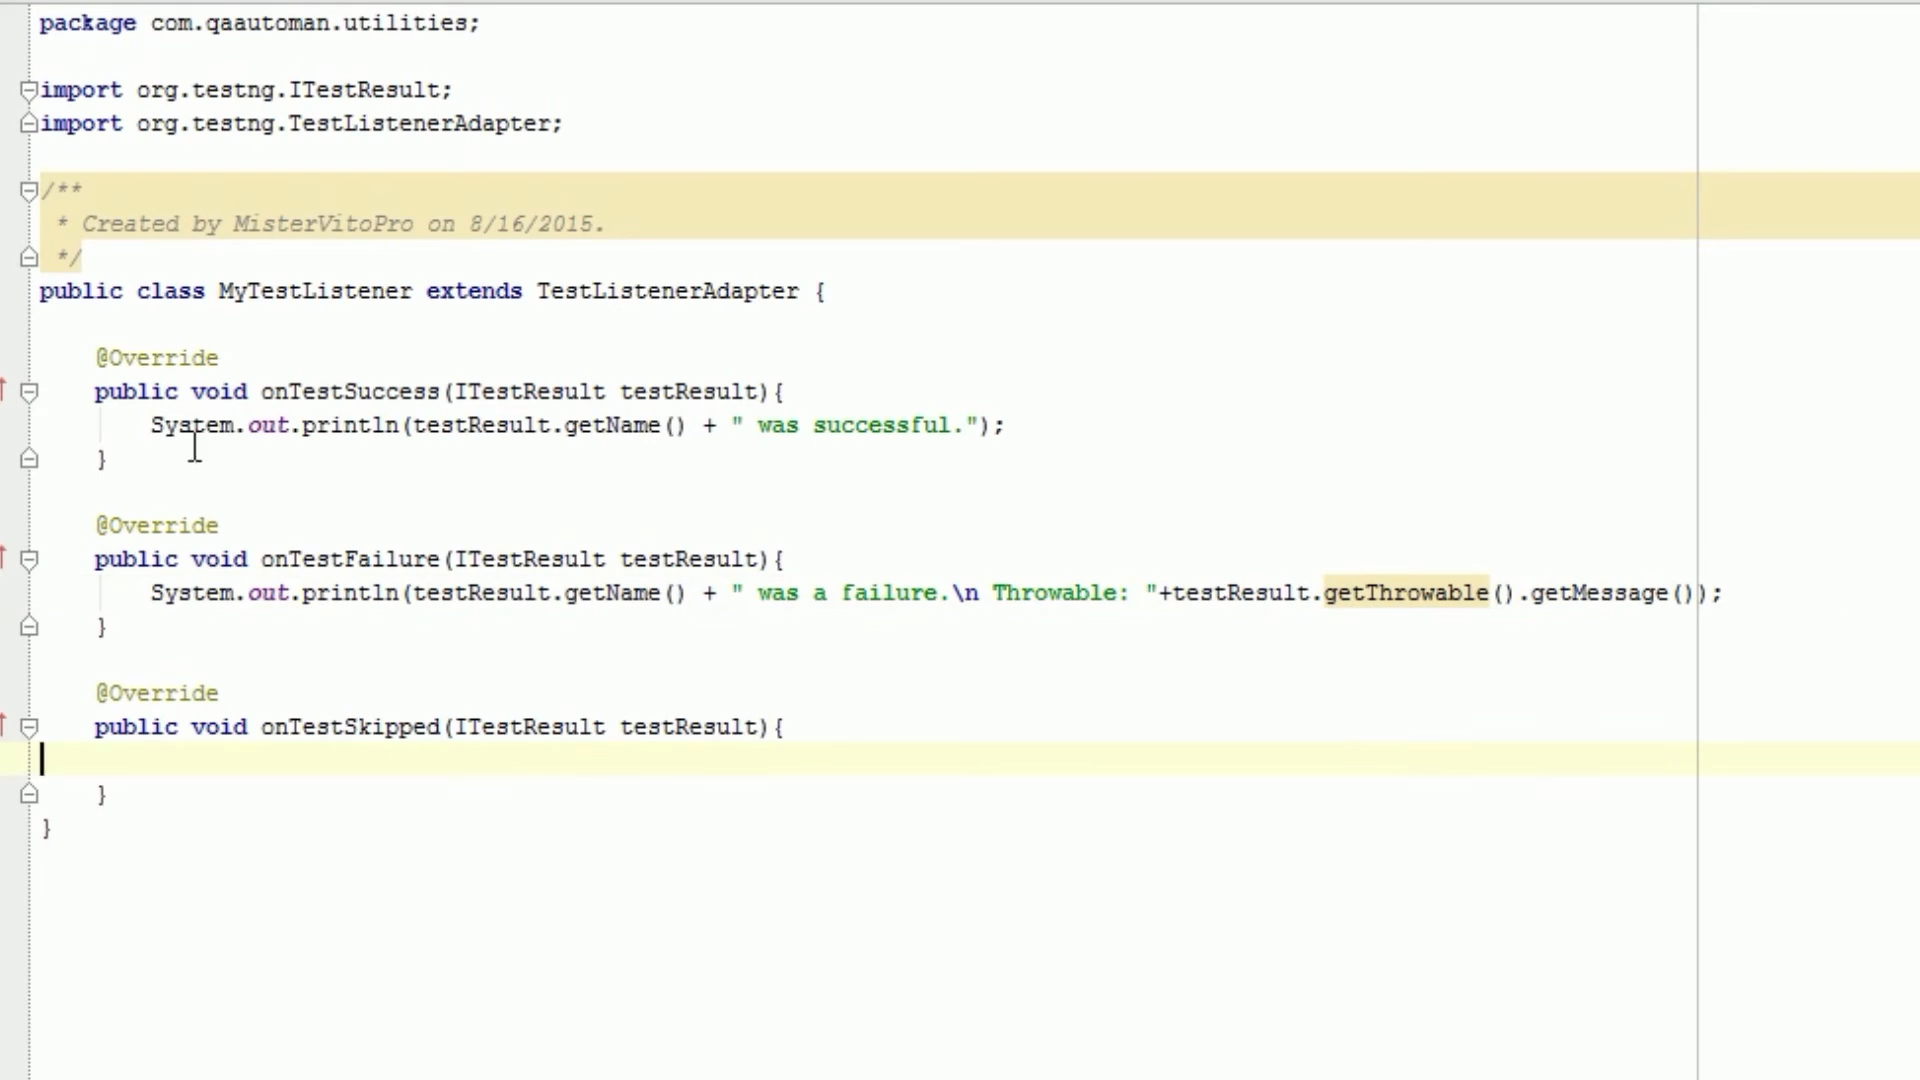 package com.qaautoman.utilities;
import org.testng.ITestResult;
import org.testng.TestListenerAdapter;
/**
 * Created by MisterVitoPro on 8/16/2015.
 */
public class MyTestListener extends TestListenerAdapter {
    @Override
    public void onTestSuccess(ITestResult testResult){
        System.out.println(testResult.getName() + " was successful.");
    }
    @Override
    public void onTestFailure(ITestResult testResult){
        System.out.println(testResult.getName() + " was a failure.\n Throwable: "+testResult.getThrowable().getMessage());
    }
    @Override
    public void onTestSkipped(ITestResult testResult){
    }
}